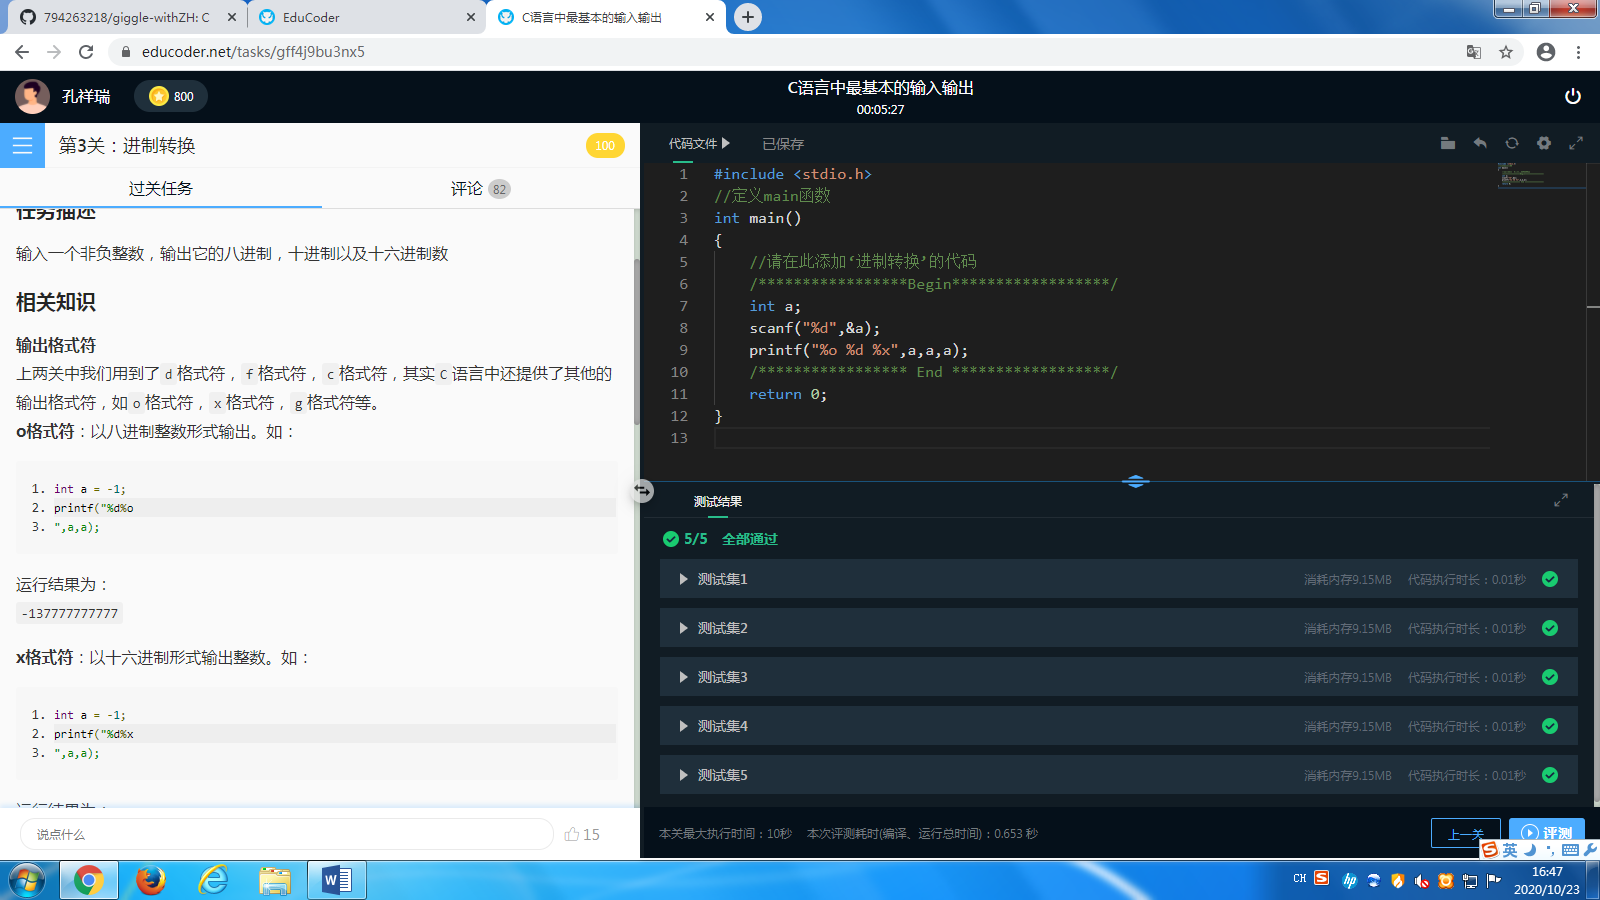 794263218/giggle-withZH: C
EduCoder
C语言中最基本的输入输出
educoder.net/tasks/gff4j9bu3nx5
孔祥瑞
800
C语言中最基本的输入输出
00:05:27
第3关：进制转换
100
过关任务
评论 82
任务描述
输入一个非负整数，输出它的八进制，十进制以及十六进制数
相关知识
输出格式符
上两关中我们用到了 d 格式符， f 格式符， c 格式符，其实 C 语言中还提供了其他的
输出格式符，如 o 格式符， x 格式符， g 格式符等。
o格式符：以八进制整数形式输出。如：
1. int a = -1;
2. printf("%d%o
3. ",a,a);
运行结果为：
-137777777777
x格式符：以十六进制形式输出整数。如：
1. int a = -1;
2. printf("%d%x
3. ",a,a);
运行结果为：
说点什么
15
代码文件
已保存
1 #include <stdio.h>
2 //定义main函数
3 int main()
4 {
5 //请在此添加‘进制转换’的代码
6 /*****************Begin******************/
7 int a;
8 scanf("%d",&a);
9 printf("%o %d %x",a,a,a);
10 /***************** End ******************/
11 return 0;
12 }
13
测试结果
5/5 全部通过
测试集1 消耗内存9.15MB 代码执行时长：0.01秒
测试集2 消耗内存9.15MB 代码执行时长：0.01秒
测试集3 消耗内存9.15MB 代码执行时长：0.01秒
测试集4 消耗内存9.15MB 代码执行时长：0.01秒
测试集5 消耗内存9.15MB 代码执行时长：0.01秒
本关最大执行时间：10秒 本次评测耗时(编译、运行总时间)：0.653 秒
上一关
评测
英
CH
16:47
2020/10/23